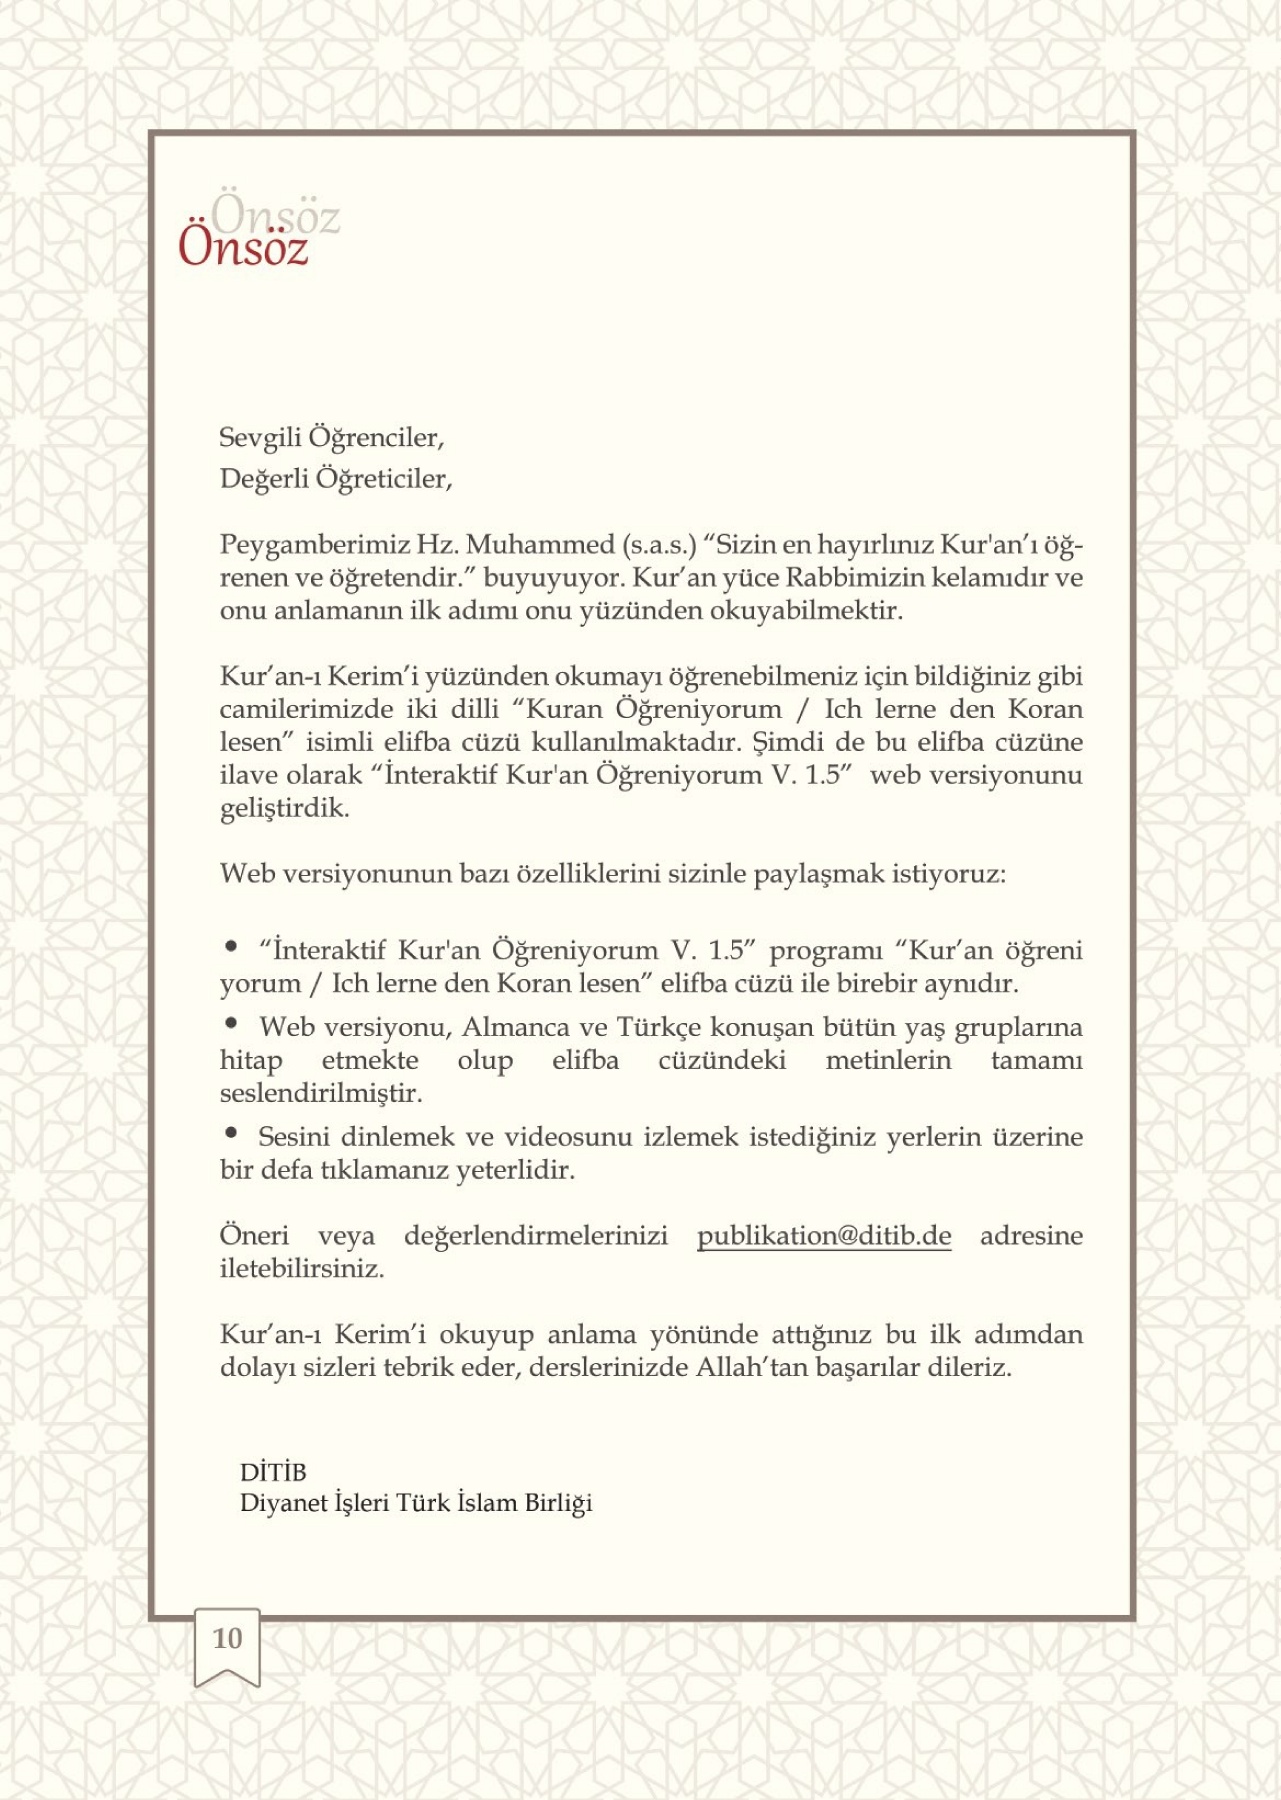 Önsöz
Önsöz
Sevgili Öğrenciler,
Değerli Öğreticiler,
Peygamberimiz Hz. Muhammed (s.a.s.) “Sizin en hayırlınız Kur'an’ı öğ-
renen ve öğretendir.” buyuyuyor. Kur’an yüce Rabbimizin kelamıdır ve
onu anlamanın ilk adımı onu yüzünden okuyabilmektir.
Kur’an-ı Kerim’i yüzünden okumayı öğrenebilmeniz için bildiğiniz gibi
camilerimizde iki dilli “Kuran Öğreniyorum / Ich lerne den Koran
lesen” isimli elifba cüzü kullanılmaktadır. Şimdi de bu elifba cüzüne
ilave olarak “İnteraktif Kur'an Öğreniyorum V. 1.5” web versiyonunu
geliştirdik.
Web versiyonunun bazı özelliklerini sizinle paylaşmak istiyoruz:
• “İnteraktif Kur'an Öğreniyorum V. 1.5” programı “Kur’an öğreni
yorum / Ich lerne den Koran lesen” elifba cüzü ile birebir aynıdır.
• Web versiyonu, Almanca ve Türkçe konuşan bütün yaş gruplarına
hitap etmekte olup elifba cüzündeki metinlerin tamamı
seslendirilmiştir.
• Sesini dinlemek ve videosunu izlemek istediğiniz yerlerin üzerine
bir defa tıklamanız yeterlidir.
Öneri veya değerlendirmelerinizi publikation@ditib.de adresine
iletebilirsiniz.
Kur’an-ı Kerim’i okuyup anlama yönünde attığınız bu ilk adımdan
dolayı sizleri tebrik eder, derslerinizde Allah’tan başarılar dileriz.
DİTİB
Diyanet İşleri Türk İslam Birliği
10